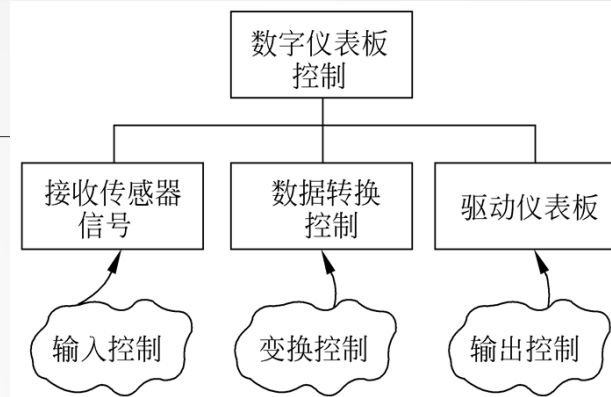 数字仪表板
控制
接收传感器
信号
数据转换
控制
驱动仪表板
输入控制
变换控制
输出控制